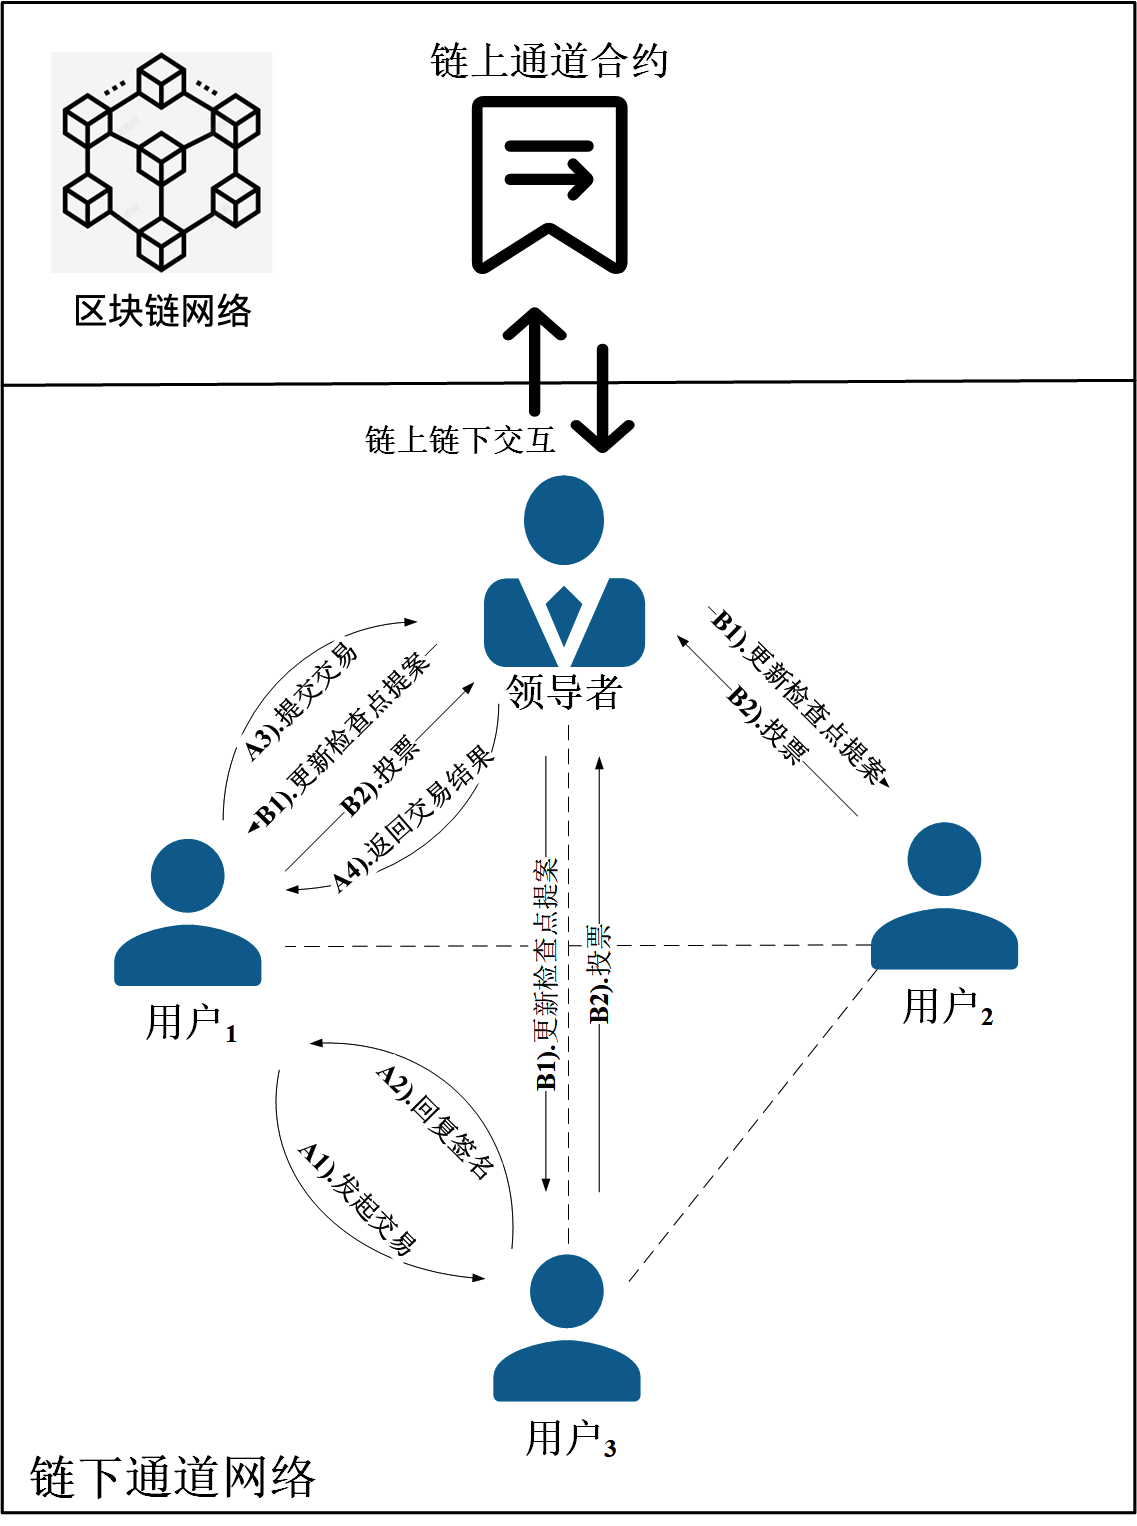 链上通道合约
区块链网络
链上链下交互
领导者
A3).提交交易
B1).更新检查点提案
B2).投票
A4).返回交易结果
B1).更新检查点提案
B2).投票
B1).更新检查点提案
B2).投票
用户1
用户2
A2).回复签名
A1).发起交易
用户3
链下通道网络